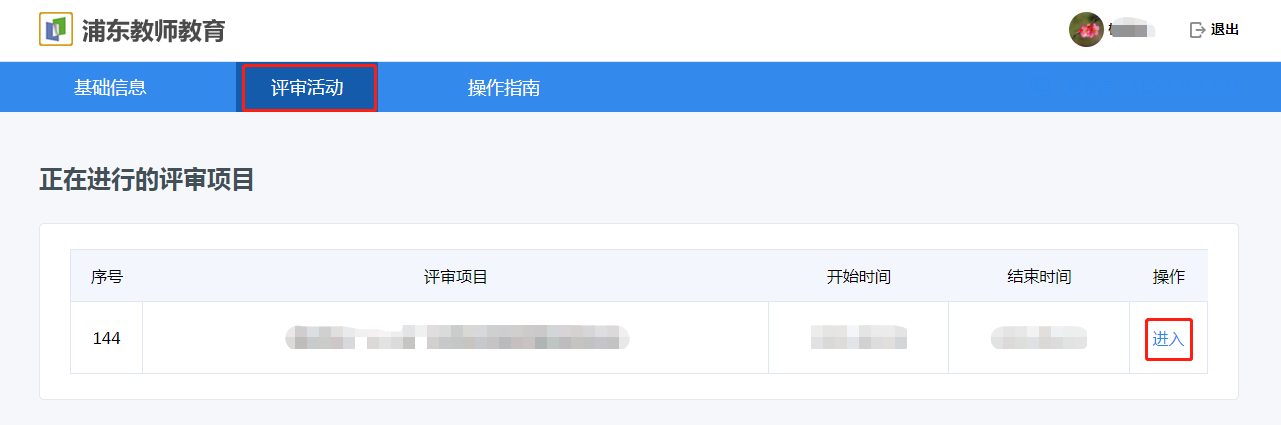 浦东教师教育
退出
基础信息 评审活动 操作指南
正在进行的评审项目
序号 评审项目 开始时间 结束时间 操作
144 进入